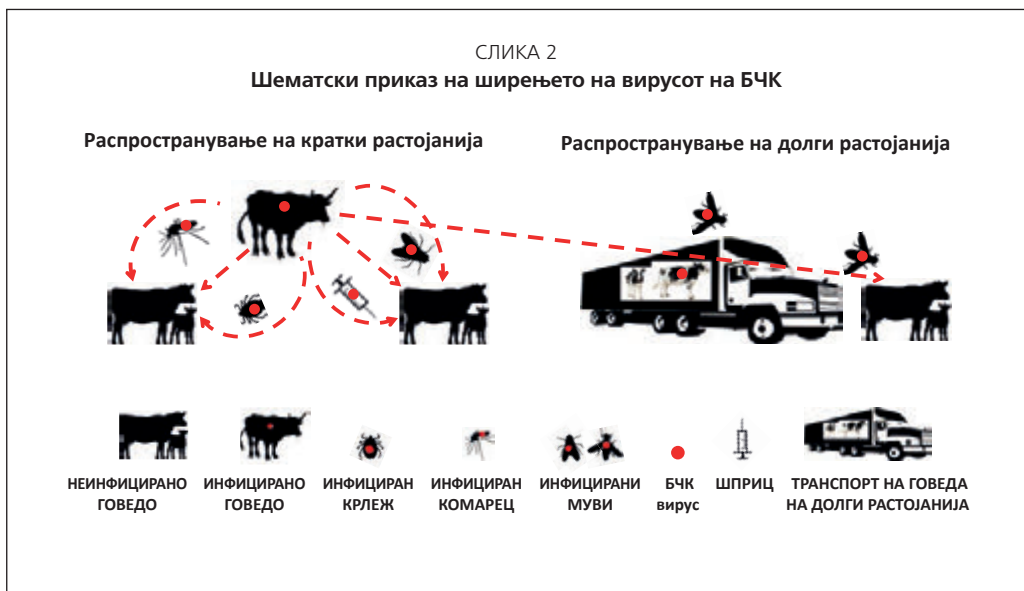 СЛИКА 2
Шематски приказ на ширењето на вирусот на БЧК
Распространување на кратки растојанија
Распространување на долги растојанија
НЕИНФИЦИРАНО
ГОВЕДО
ИНФИЦИРАНО
ГОВЕДО
ИНФИЦИРАН
КРЛЕЖ
ИНФИЦИРАН
КОМАРЕЦ
ИНФИЦИРАНИ
МУВИ
БЧК
вирус
ШПРИЦ
ТРАНСПОРТ НА ГОВЕДА
НА ДОЛГИ РАСТОЈАНИЈА